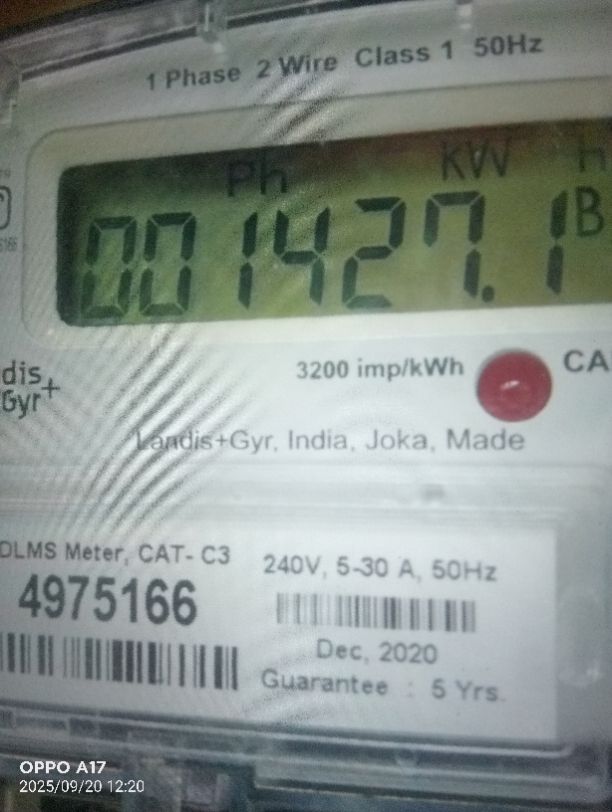 1 Phase 2 Wire Class 1 50Hz
Ph kW h
001427.1 B
dis+
Gyr
3200 imp/kWh CA
Landis+Gyr, India, Joka, Made
DLMS Meter, CAT- C3
4975166
240V, 5-30 A, 50Hz
Dec, 2020
Guarantee : 5 Yrs.
OPPO A17
2025/09/20 12:20